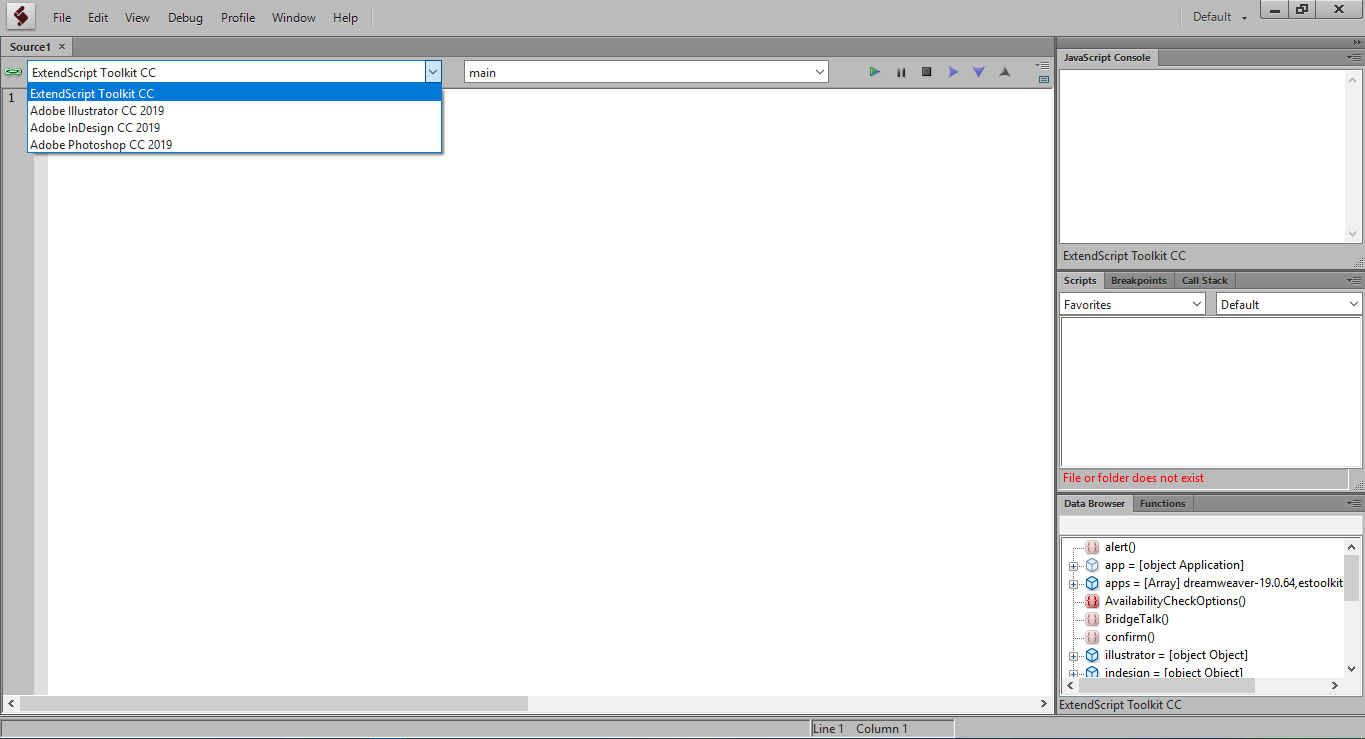 File Edit View Debug Profile Window Help Default
Source1
ExtendScript Toolkit CC main
ExtendScript Toolkit CC
Adobe Illustrator CC 2019
Adobe InDesign CC 2019
Adobe Photoshop CC 2019
1
JavaScript Console
ExtendScript Toolkit CC
Scripts Breakpoints Call Stack
Favorites Default
File or folder does not exist
Data Browser Functions
alert()
app = [object Application]
apps = [Array] dreamweaver-19.0.64,estoolkit
AvailabilityCheckOptions()
BridgeTalk()
confirm()
illustrator = [object Object]
indesign = [object Object]
ExtendScript Toolkit CC
Line 1 Column 1